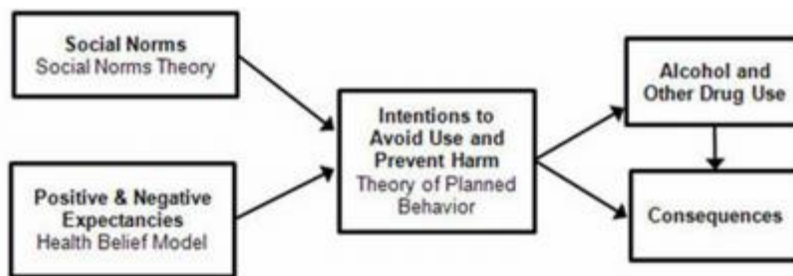 Social Norms
Social Norms Theory
Positive & Negative
Expectancies
Health Belief Model
Intentions to
Avoid Use and
Prevent Harm
Theory of Planned
Behavior
Alcohol and
Other Drug Use
Consequences